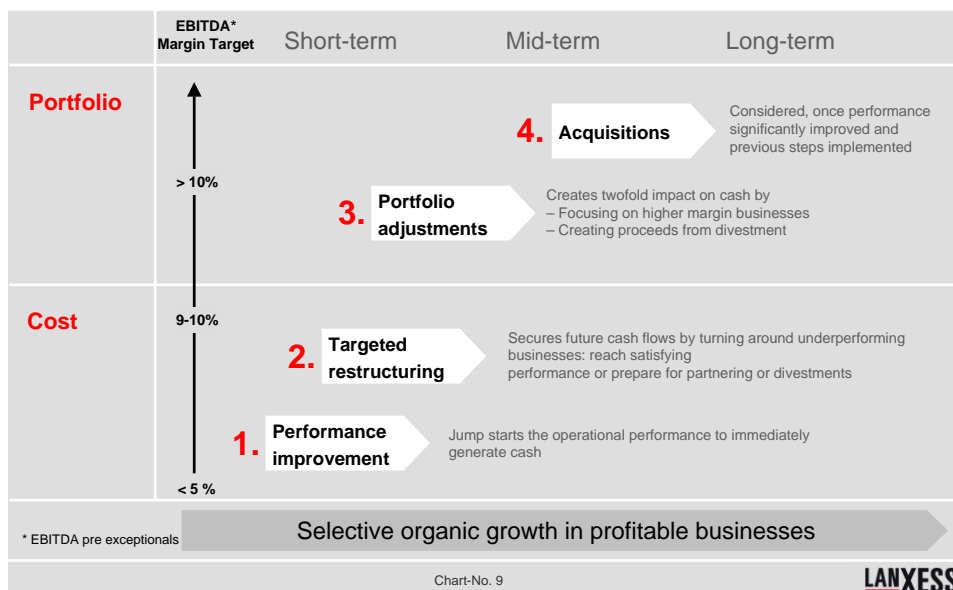 EBITDA*
Margin Target
Short-term
Mid-term
Long-term
Portfolio
4.
Acquisitions
Considered, once performance
significantly improved and
previous steps implemented
> 10%
3.
Portfolio
adjustments
Creates twofold impact on cash by
– Focusing on higher margin businesses
– Creating proceeds from divestment
Cost
9-10%
2.
Targeted
restructuring
Secures future cash flows by turning around underperforming
businesses: reach satisfying
performance or prepare for partnering or divestments
1.
Performance
improvement
Jump starts the operational performance to immediately
generate cash
< 5 %
* EBITDA pre exceptionals
Selective organic growth in profitable businesses
Chart-No. 9
LANXESS